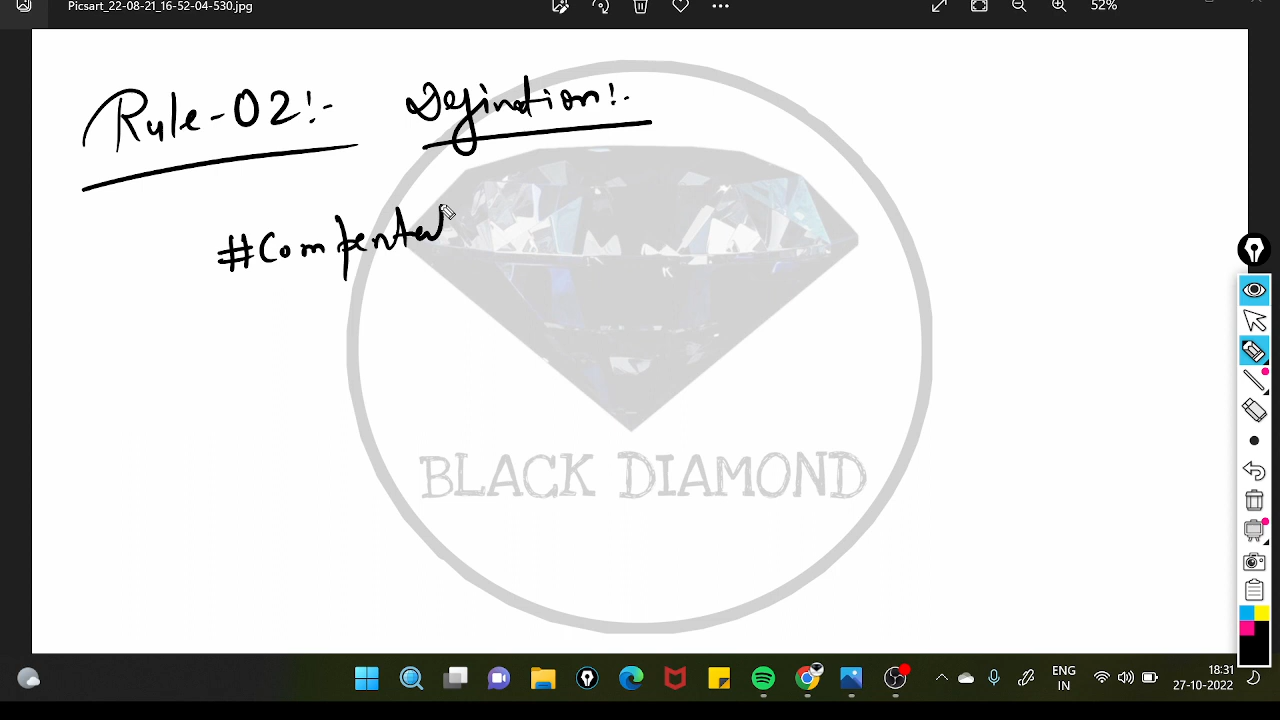 Picsart_22-08-21_16-52-04-530.jpg
52%
Rule-02:- Defination:-
#Competen
BLACK DIAMOND
ENG
IN
18:31
27-10-2022